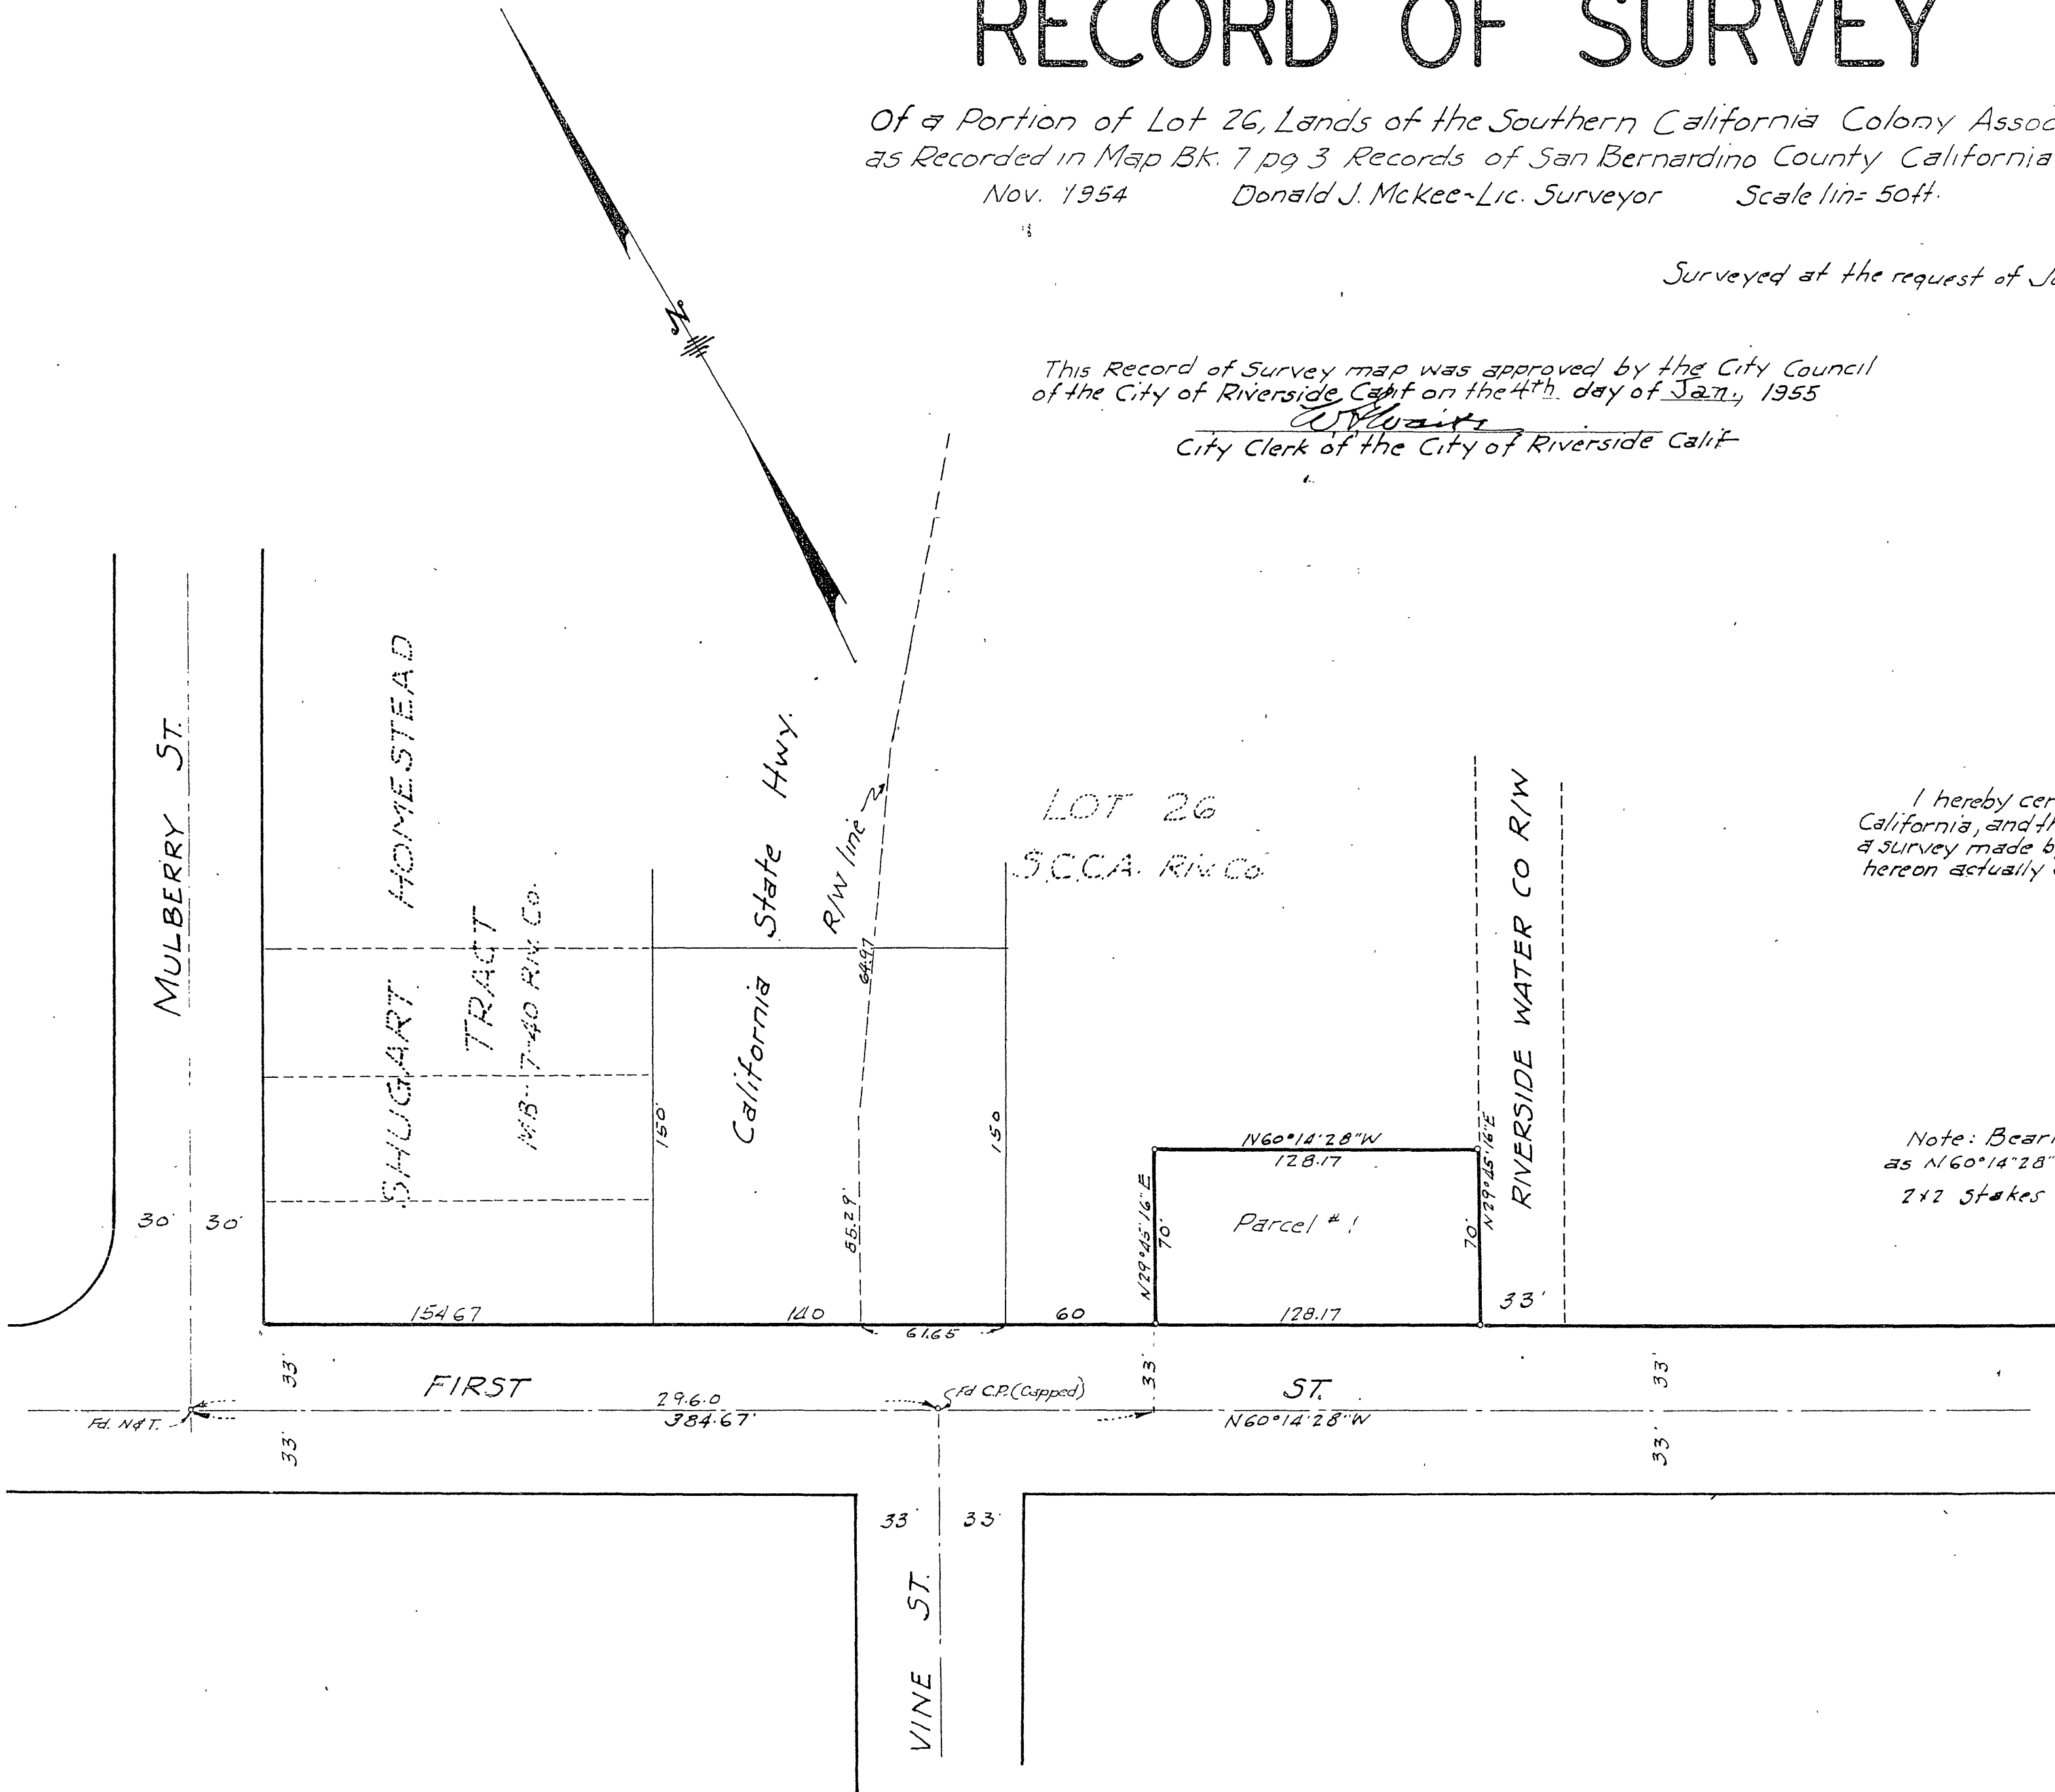 RECORD OF SURVEY
Of a Portion of Lot 26, Lands of the Southern California Colony Assoc
as Recorded in Map Bk. 7 pg 3 Records of San Bernardino County California
Nov. 1954 Donald J. McKee-Lic. Surveyor Scale 1in= 50ft.
Surveyed at the request of J
N
This Record of Survey map was approved by the City Council
of the City of Riverside Calif on the 4th day of Jan., 1955
City Clerk of the City of Riverside Calif
MULBERRY ST.
SHUGART HOMESTEAD
TRACT
M.B. 7-40 RIV. Co.
California State Hwy.
R/W line
64.97
LOT 26
S.C.C.A. Riv. Co
RIVERSIDE WATER CO R/W
I hereby cer
California, and th
a survey made b
hereon actually
150'
150
85.29'
N60°14'28"W
128.17
N29°45'16"E
70'
Parcel # 1
70'
N29°45'16"E
Note: Beari
as N60°14'28"
2x2 stakes
30' 30'
33'
154.67
140
61.65
60
128.17
33'
33'
33'
FIRST ST.
296.0
384.67'
Fd C.P. (Capped)
Fd. N&T.
N60°14'28"W
33'
33'
33' 33'
VINE ST.